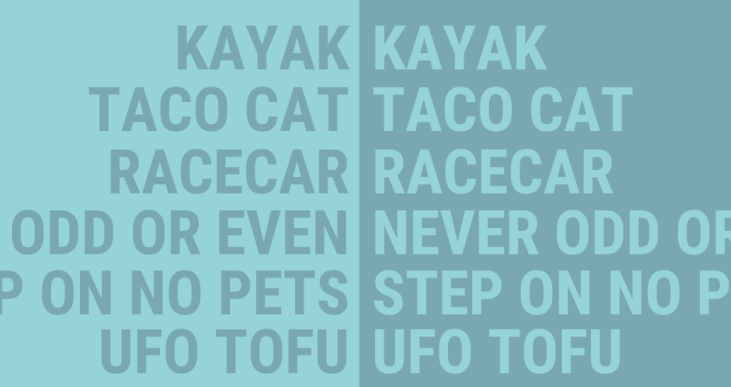 KAYAK KAYAK
TACO CAT TACO CAT
RACECAR RACECAR
ODD OR EVEN NEVER ODD OR
P ON NO PETS STEP ON NO P
UFO TOFU UFO TOFU